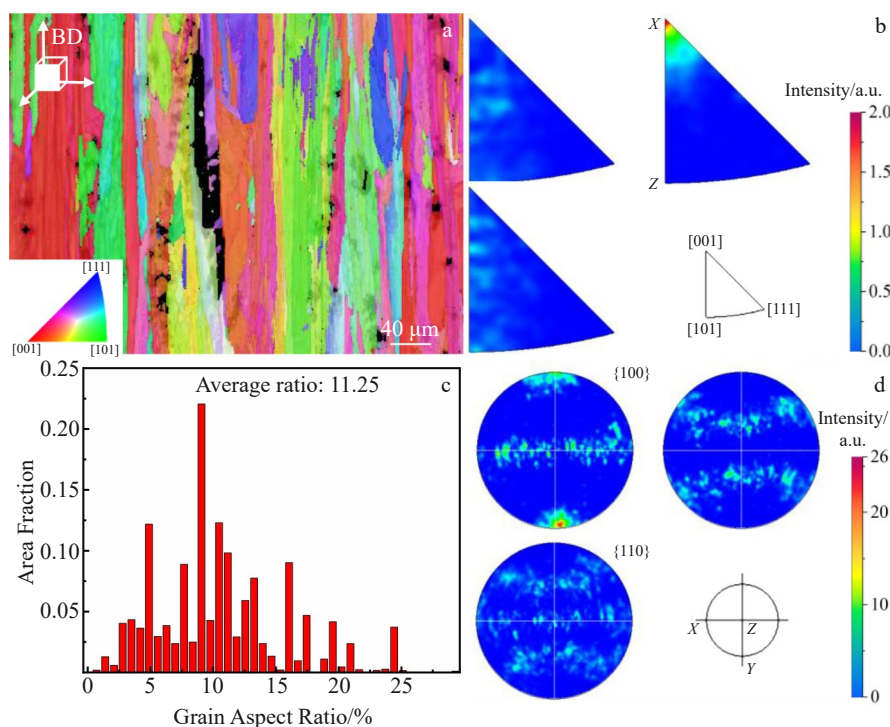 BD
a
[111]
[001]
[101]
40 μm
b
X
Z
[001]
[111]
[101]
Intensity/a.u.
2.0
1.5
1.0
0.5
0.0
c
Average ratio: 11.25
0.25
0.20
0.15
0.10
0.05
Area Fraction
0
5
10
15
20
25
Grain Aspect Ratio/%
d
{100}
{110}
X
Z
Y
Intensity/
a.u.
26
20
10
0